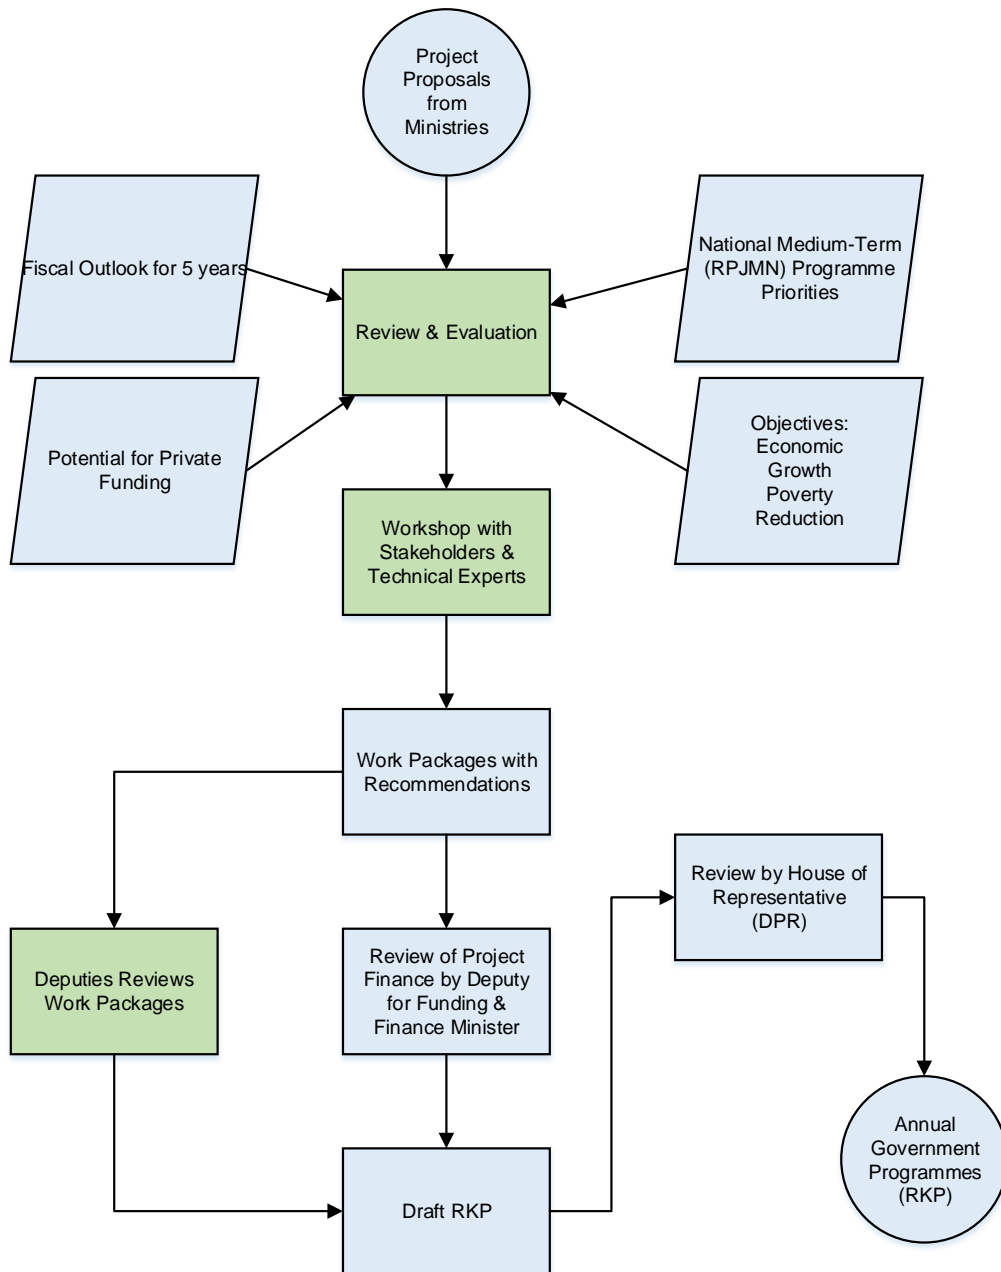 Project
Proposals
from
Ministries
Fiscal Outlook for 5 years
National Medium-Term
(RPJMN) Programme
Priorities
Review & Evaluation
Potential for Private
Funding
Objectives:
Economic
Growth
Poverty
Reduction
Workshop with
Stakeholders &
Technical Experts
Work Packages with
Recommendations
Review by House of
Representative
(DPR)
Deputies Reviews
Work Packages
Review of Project
Finance by Deputy
for Funding &
Finance Minister
Annual
Government
Programmes
(RKP)
Draft RKP